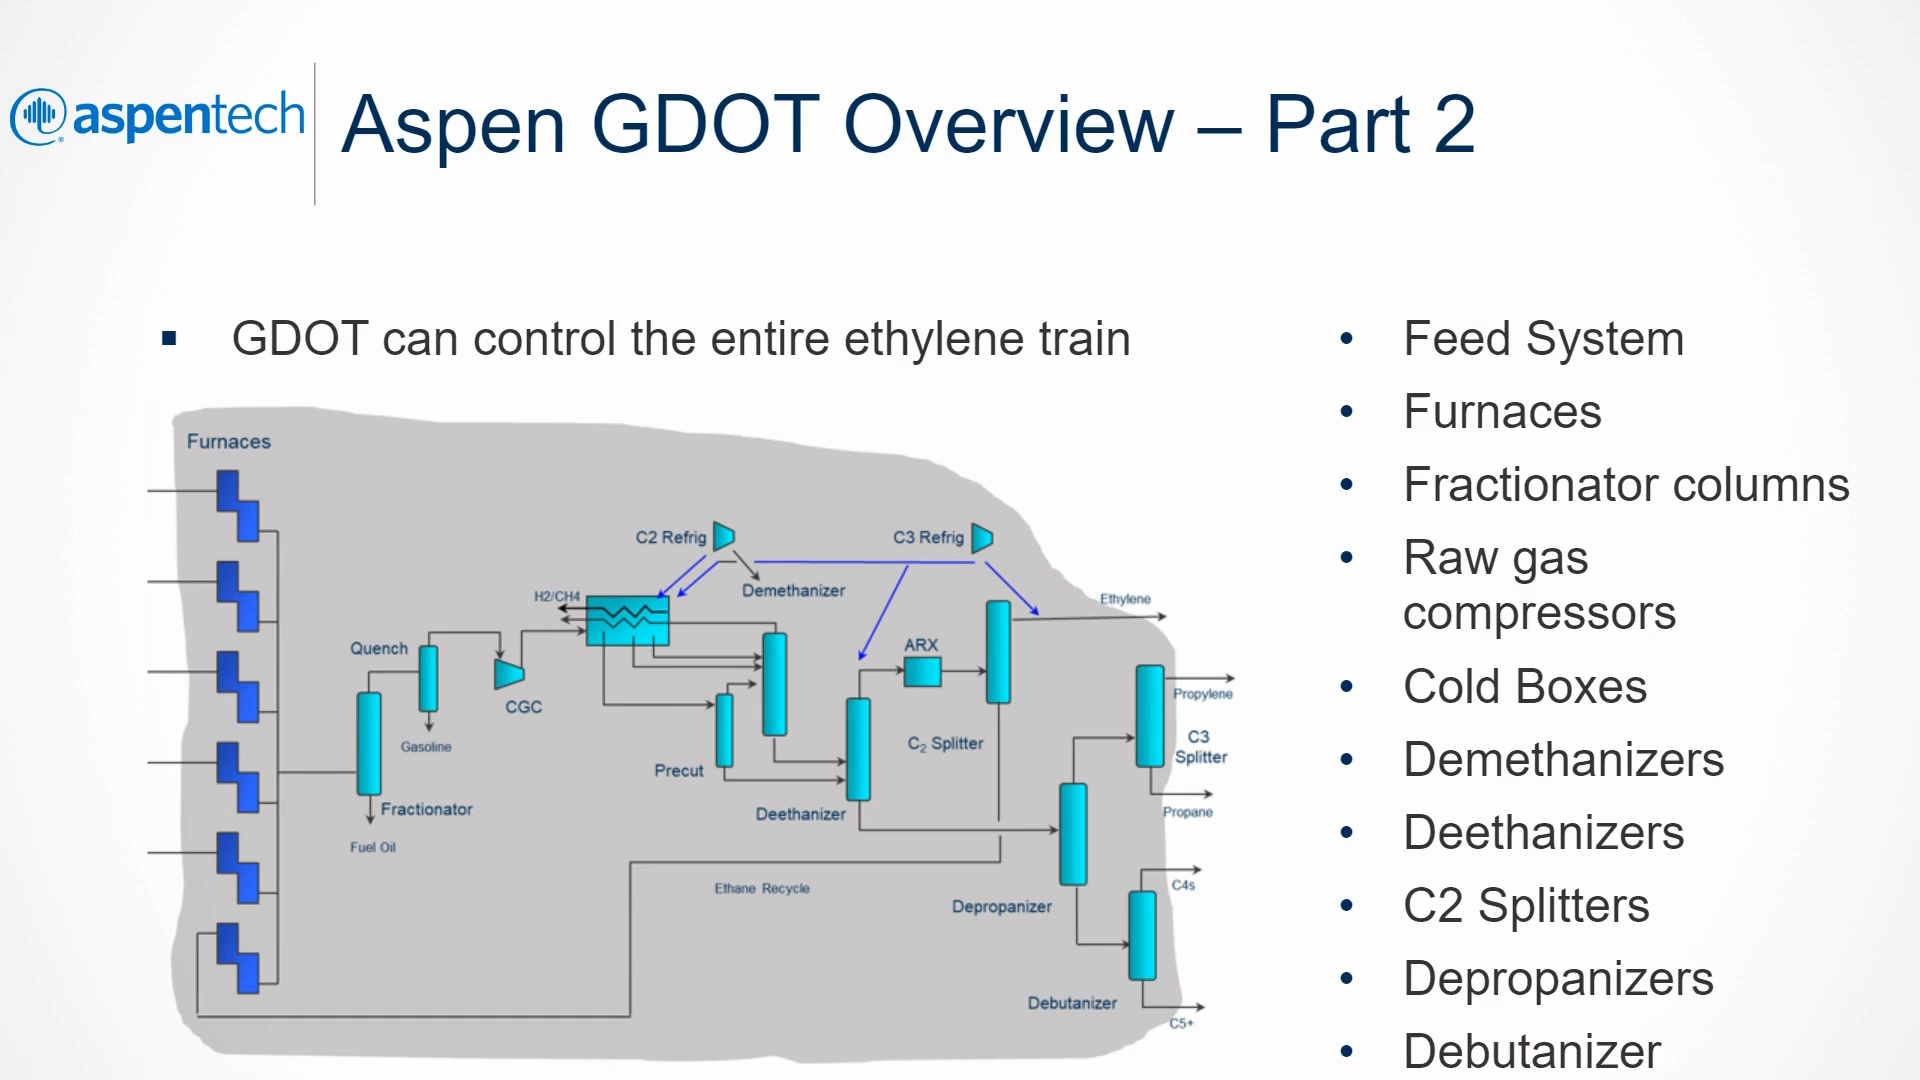 aspentech
Aspen GDOT Overview – Part 2
▪ GDOT can control the entire ethylene train
Furnaces
C2 Refrig
C3 Refrig
H2/CH4
Demethanizer
Ethylene
Quench
ARX
CGC
Propylene
Gasoline
C2 Splitter
C3
Splitter
Precut
Fractionator
Deethanizer
Propane
Fuel Oil
Ethane Recycle
C4s
Depropanizer
Debutanizer
C5+
• Feed System
• Furnaces
• Fractionator columns
• Raw gas
compressors
• Cold Boxes
• Demethanizers
• Deethanizers
• C2 Splitters
• Depropanizers
• Debutanizer